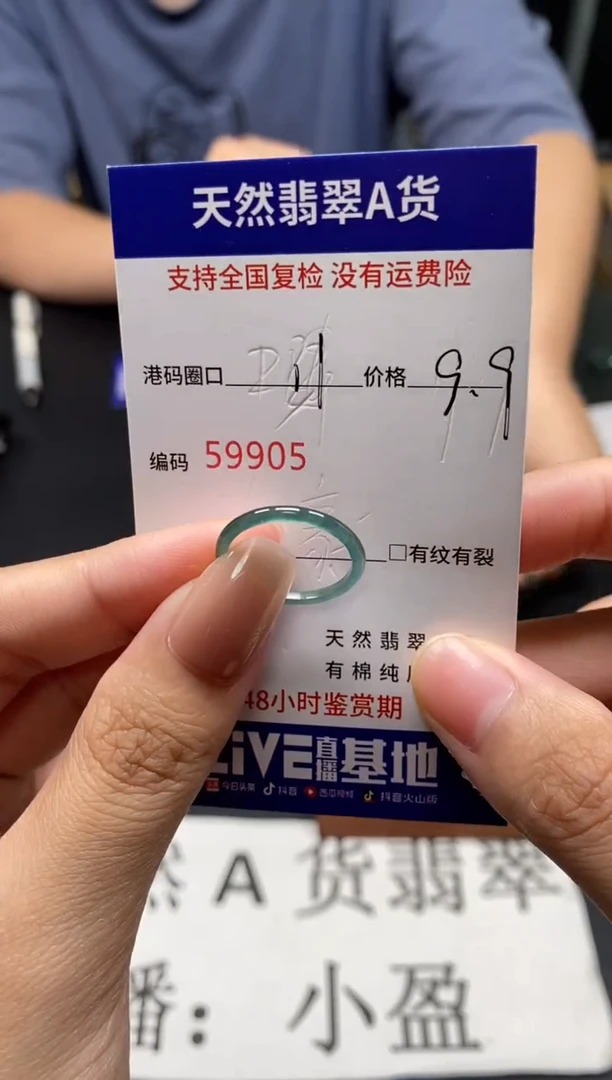 天然翡翠A货
支持全国复检 没有运费险
港码圈口 11 价格 9.9
编码 59905
□有纹有裂
天然翡翠
有棉纯
48小时鉴赏期
LiVE直播基地
今日头条 抖音 西瓜视频 抖音火山版
然A货翡翠
播：小盈